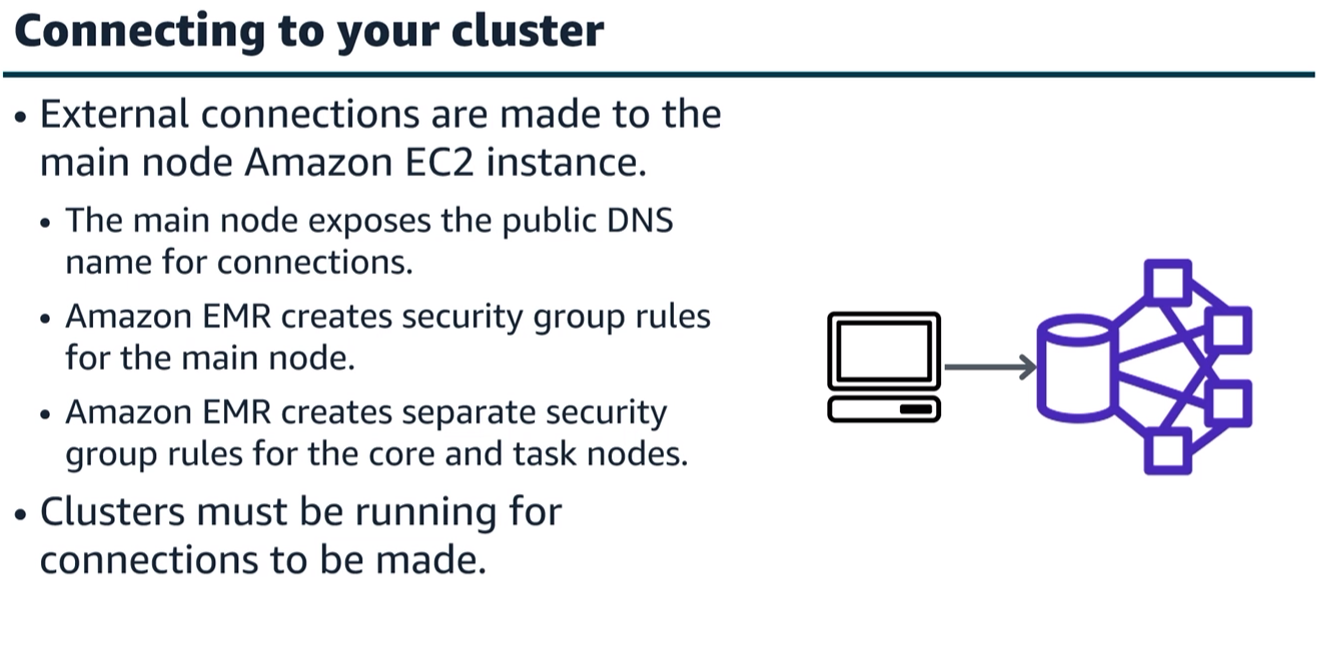 Connecting to your cluster
• External connections are made to the
main node Amazon EC2 instance.
• The main node exposes the public DNS
name for connections.
• Amazon EMR creates security group rules
for the main node.
• Amazon EMR creates separate security
group rules for the core and task nodes.
• Clusters must be running for
connections to be made.